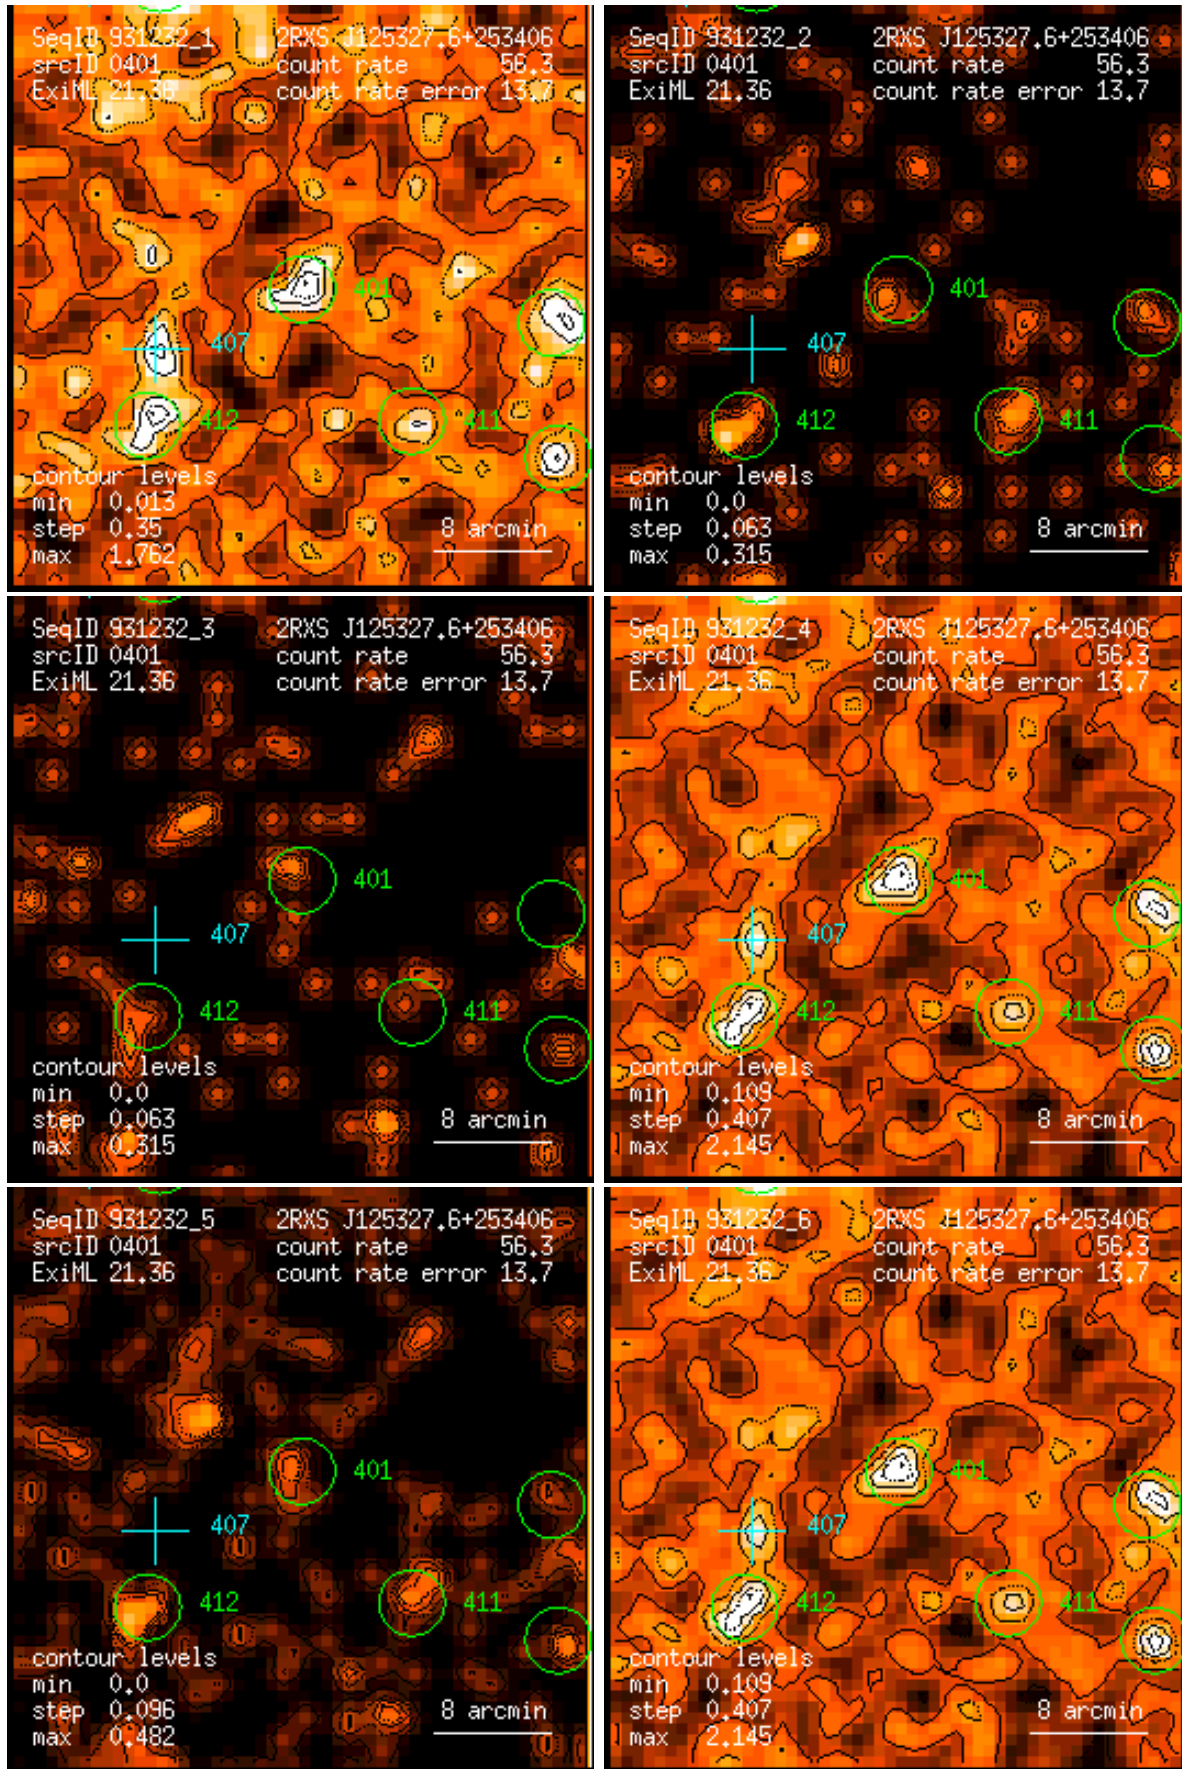 SeqID 931232_1 2RXS J125327.6+253406
srcID 0401 count rate 56.3
ExiML 21.36 count rate error 13.7
401
407
412 411
contour levels
min 0.013
step 0.35 8 arcmin
max 1.762
SeqID 931232_2 2RXS J125327.6+253406
srcID 0401 count rate 56.3
ExiML 21.36 count rate error 13.7
401
407
412 411
contour levels
min 0.0
step 0.063 8 arcmin
max 0.315
SeqID 931232_3 2RXS J125327.6+253406
srcID 0401 count rate 56.3
ExiML 21.36 count rate error 13.7
401
407
412 411
contour levels
min 0.0
step 0.063 8 arcmin
max 0.315
SeqID 931232_4 2RXS J125327.6+253406
srcID 0401 count rate 56.3
ExiML 21.36 count rate error 13.7
401
407
412 411
contour levels
min 0.109
step 0.407 8 arcmin
max 2.145
SeqID 931232_5 2RXS J125327.6+253406
srcID 0401 count rate 56.3
ExiML 21.36 count rate error 13.7
401
407
412 411
contour levels
min 0.0
step 0.096 8 arcmin
max 0.482
SeqID 931232_6 2RXS J125327.6+253406
srcID 0401 count rate 56.3
ExiML 21.36 count rate error 13.7
401
407
412 411
contour levels
min 0.109
step 0.407 8 arcmin
max 2.145